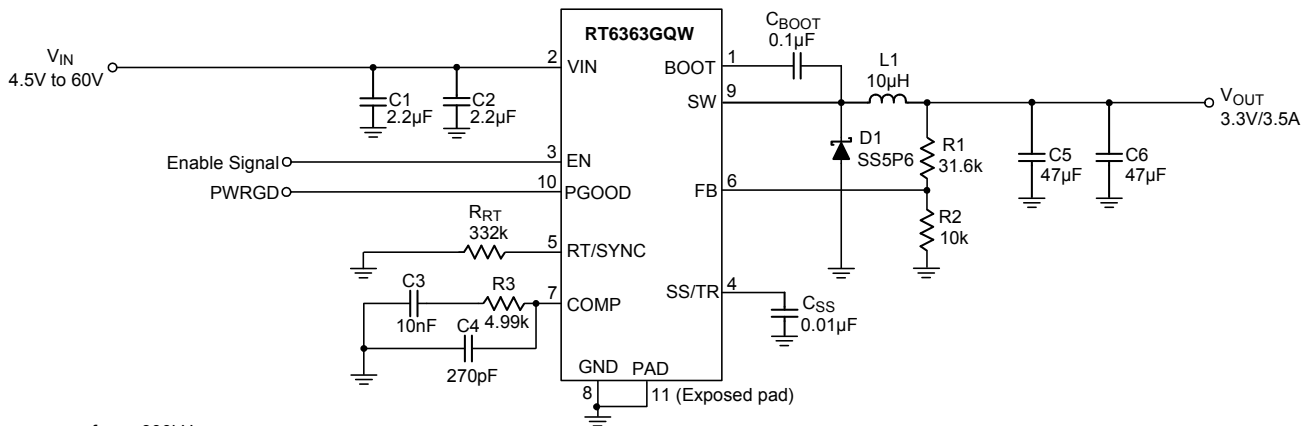 RT6363GQW
VIN
4.5V to 60V
C1
2.2µF
C2
2.2µF
2
VIN
Enable Signal
3
EN
PWRGD
10
PGOOD
RRT
332k
5
RT/SYNC
C3
10nF
R3
4.99k
C4
270pF
7
COMP
GND
PAD
8
11 (Exposed pad)
BOOT
1
CBOOT
0.1µF
SW
9
L1
10µH
D1
SS5P6
FB
6
R1
31.6k
R2
10k
SS/TR
4
CSS
0.01µF
C5
47µF
C6
47µF
VOUT
3.3V/3.5A